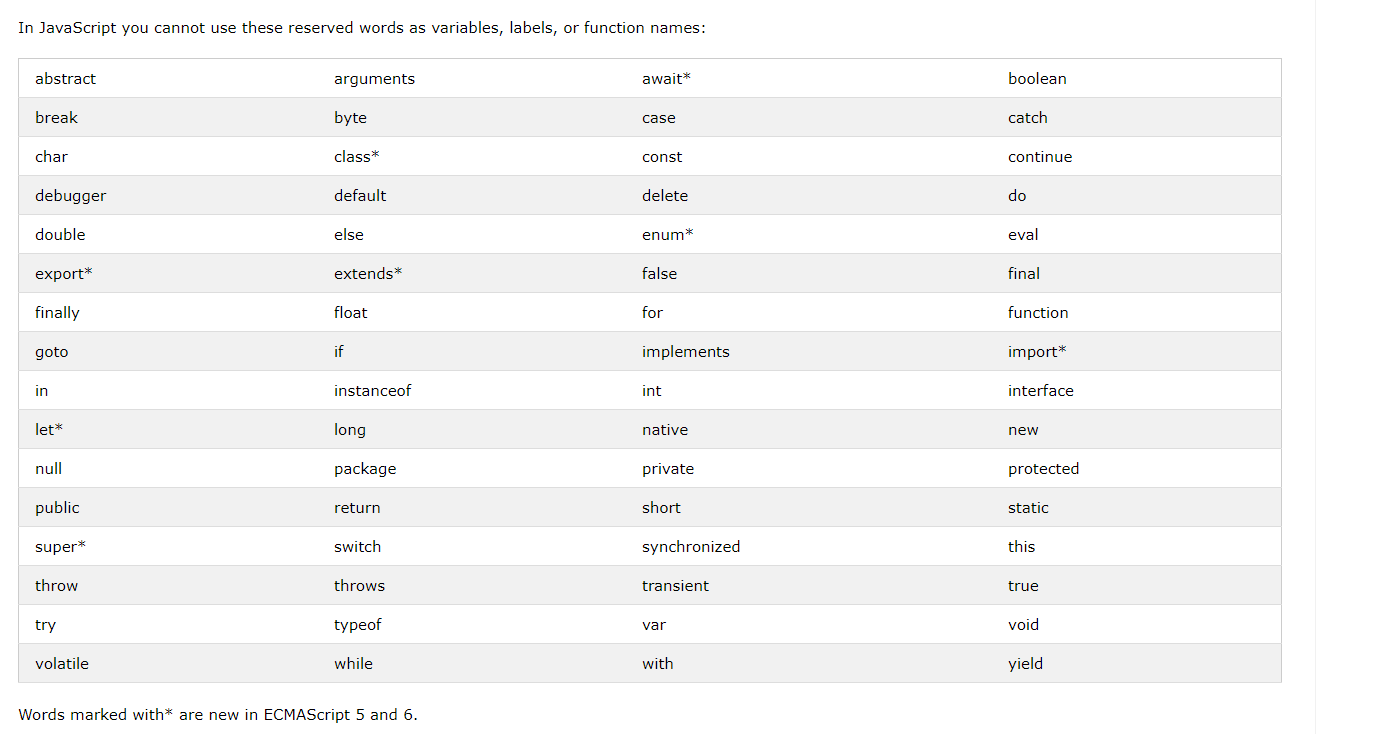 In JavaScript you cannot use these reserved words as variables, labels, or function names:
abstract arguments await* boolean
break byte case catch
char class* const continue
debugger default delete do
double else enum* eval
export* extends* false final
finally float for function
goto if implements import*
in instanceof int interface
let* long native new
null package private protected
public return short static
super* switch synchronized this
throw throws transient true
try typeof var void
volatile while with yield
Words marked with* are new in ECMAScript 5 and 6.